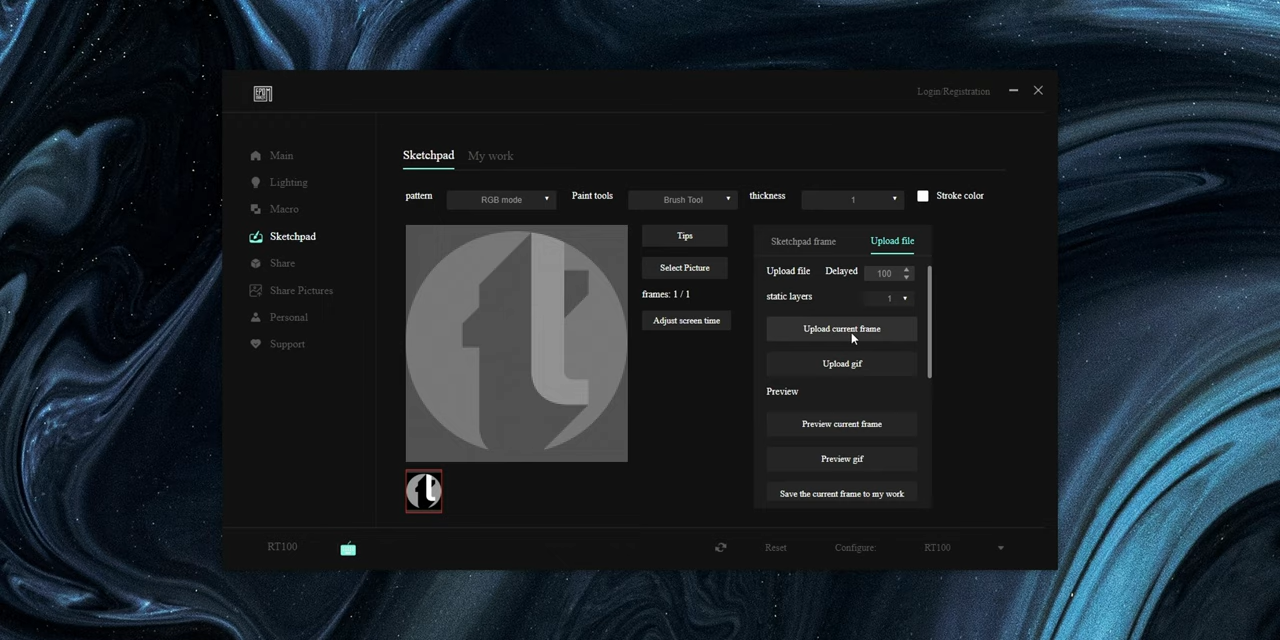 Login/Registration
Main
Lighting
Macro
Sketchpad
Share
Share Pictures
Personal
Support
Sketchpad My work
pattern RGB mode Paint tools Brush Tool thickness 1 Stroke color
Tips
Select Picture
frames: 1 / 1
Adjust screen time
Sketchpad frame Upload file
Upload file Delayed 100
static layers 1
Upload current frame
Upload gif
Preview
Preview current frame
Preview gif
Save the current frame to my work
RT100 Reset Configure: RT100